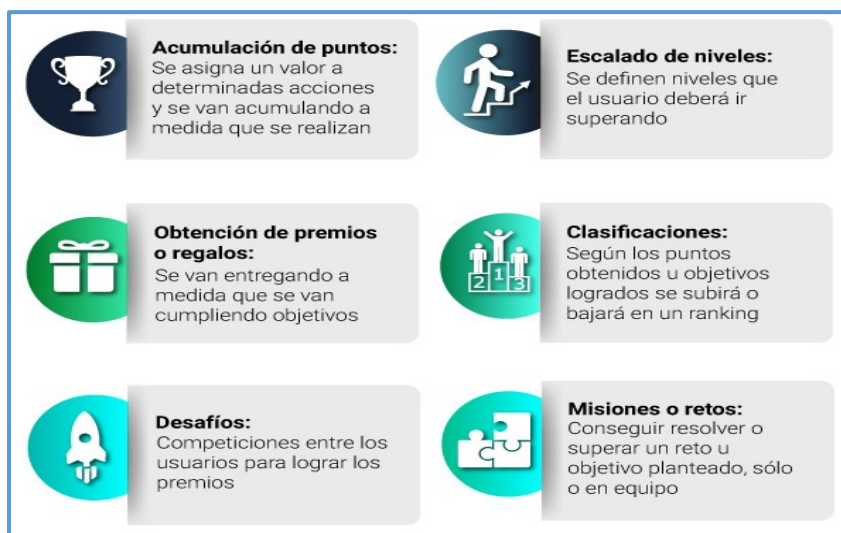 Acumulación de puntos:
Se asigna un valor a
determinadas acciones
y se van acumulando a
medida que se realizan
Escalado de niveles:
Se definen niveles que
el usuario deberá ir
superando
Obtención de premios
o regalos:
Se van entregando a
medida que se van
cumpliendo objetivos
Clasificaciones:
Según los puntos
obtenidos u objetivos
logrados se subirá o
bajará en un ranking
2 1 3
Desafíos:
Competiciones entre los
usuarios para lograr los
premios
Misiones o retos:
Conseguir resolver o
superar un reto u
objetivo planteado, sólo
o en equipo